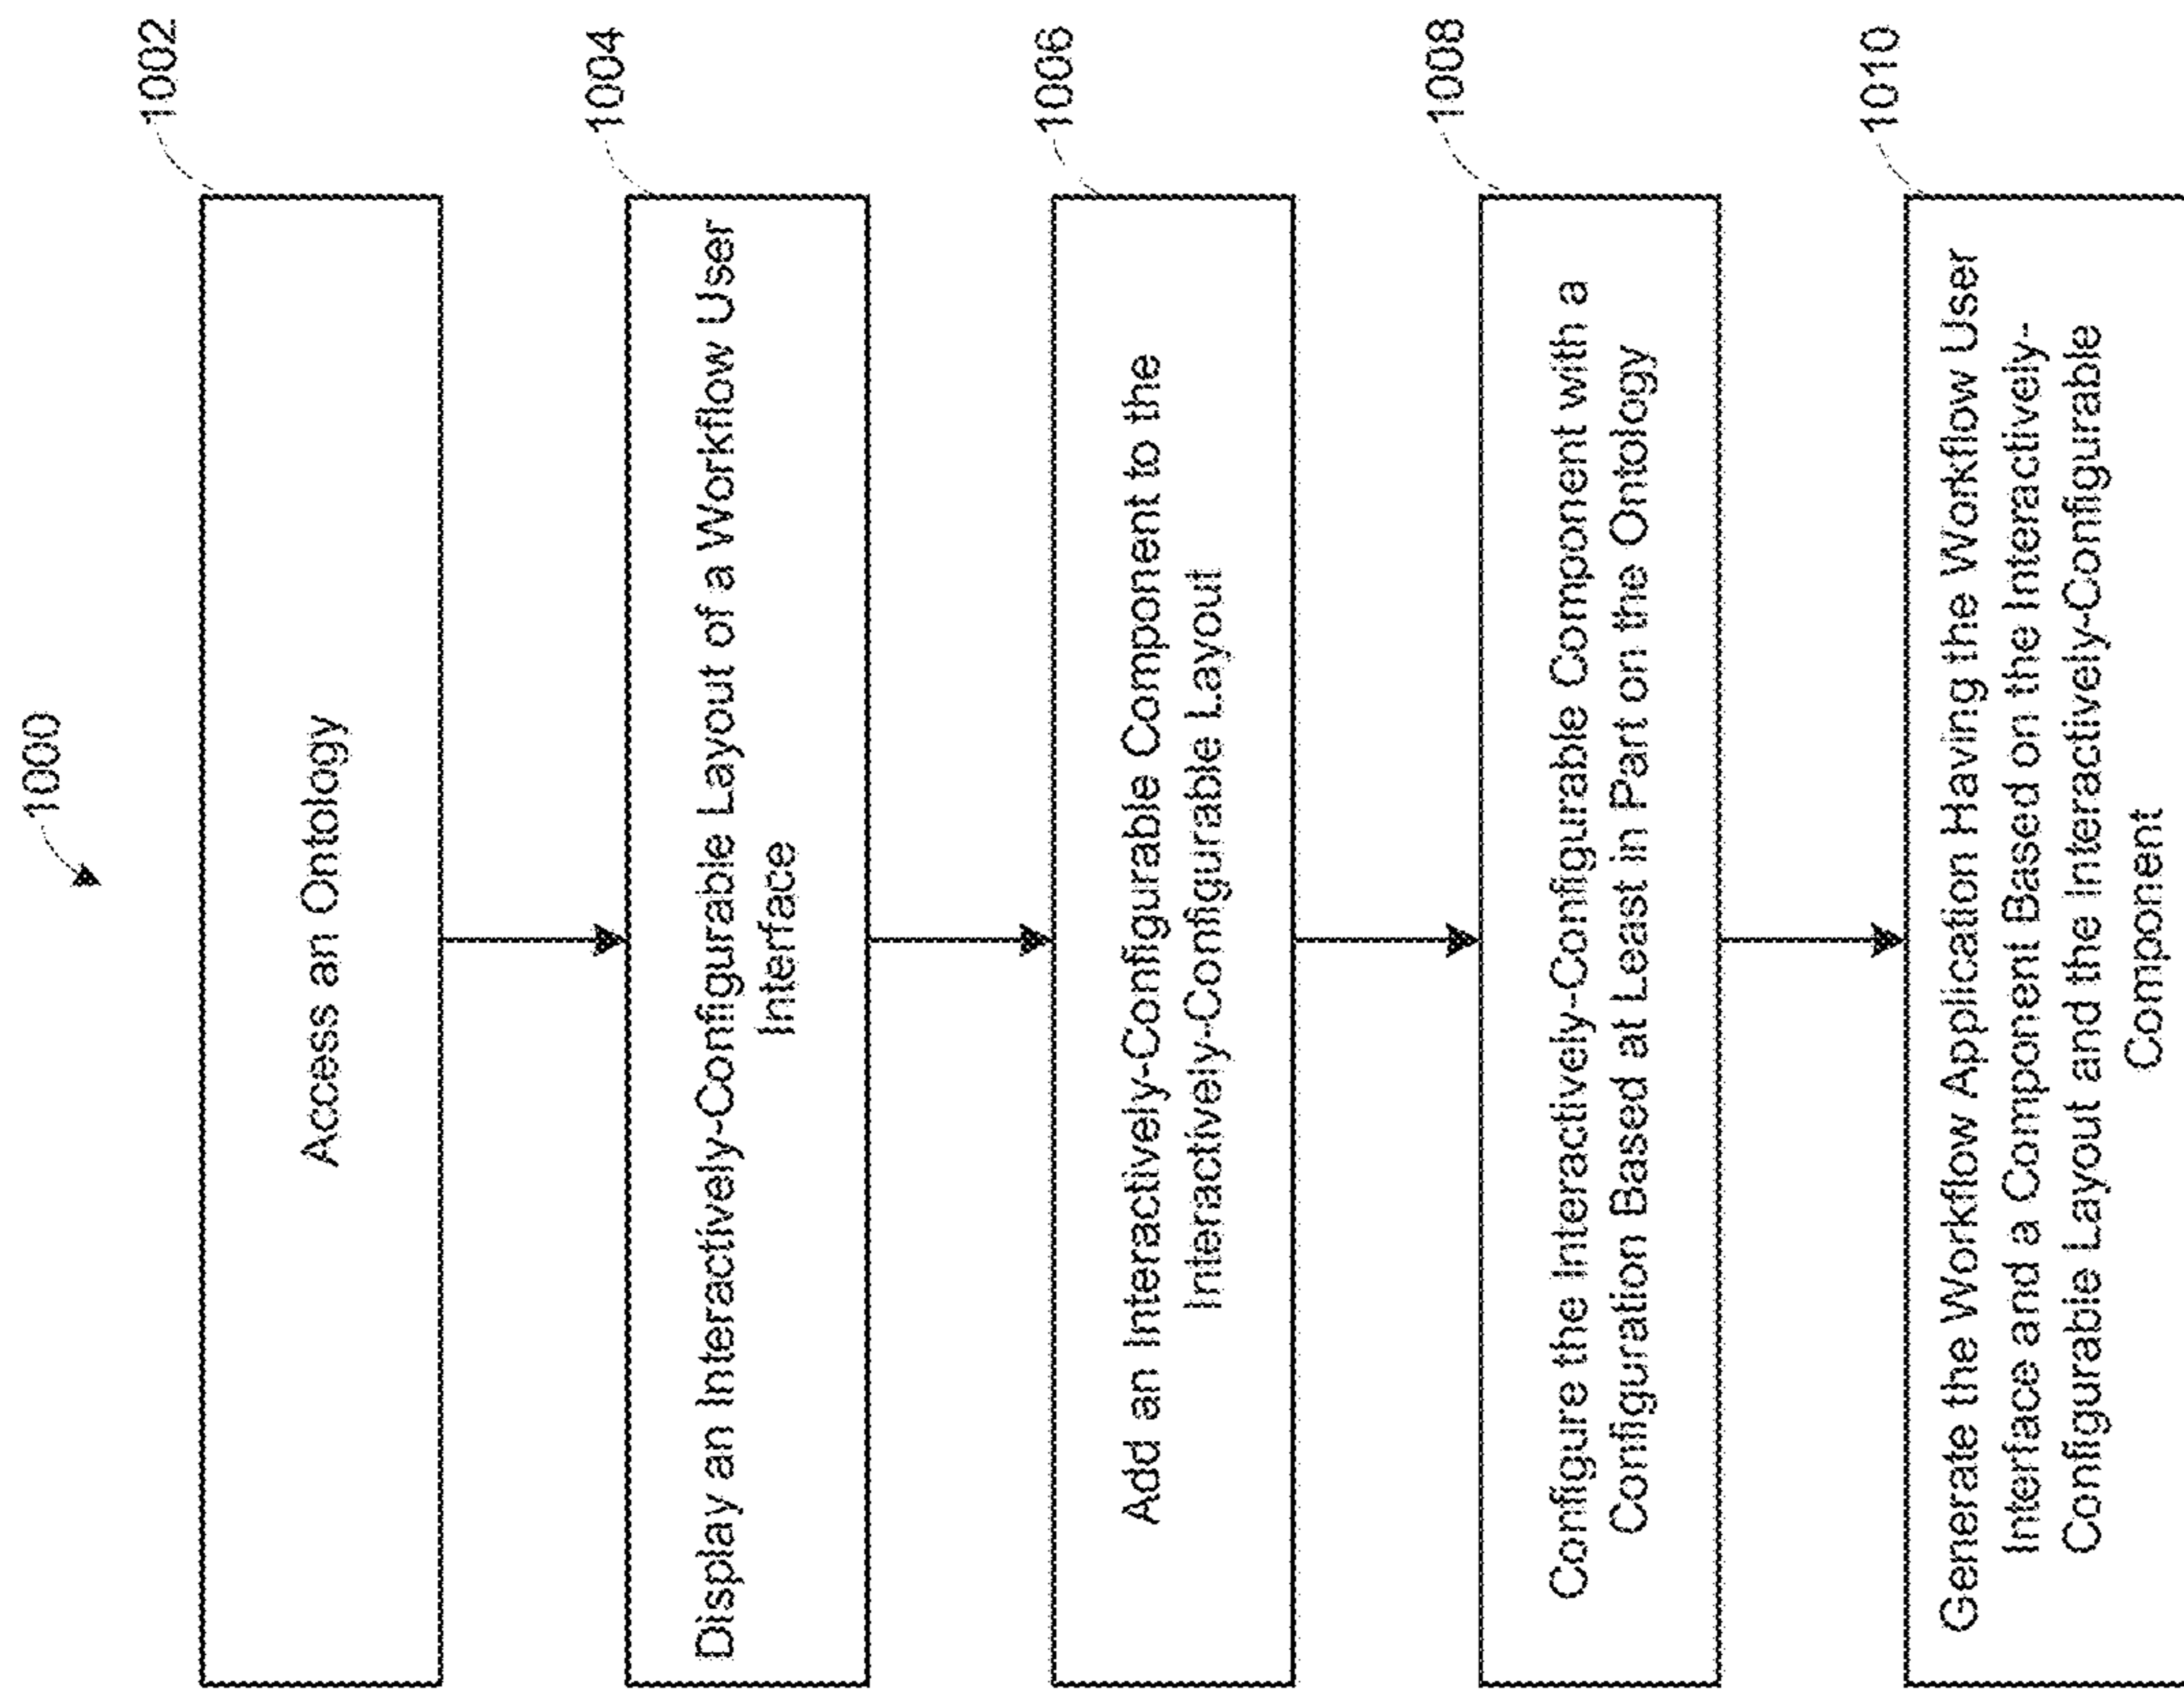 1000
1002
Access an Ontology
1004
Display an Interactively-Configurable Layout of a Workflow User
Interface
1006
Add an Interactively-Configurable Component to the
Interactively-Configurable Layout
1008
Configure the Interactively-Configurable Component with a
Configuration Based at Least in Part on the Ontology
1010
Generate the Workflow Application Having the Workflow User
Interface and a Component Based on the Interactively-
Configurable Layout and the Interactively-Configurable
Component